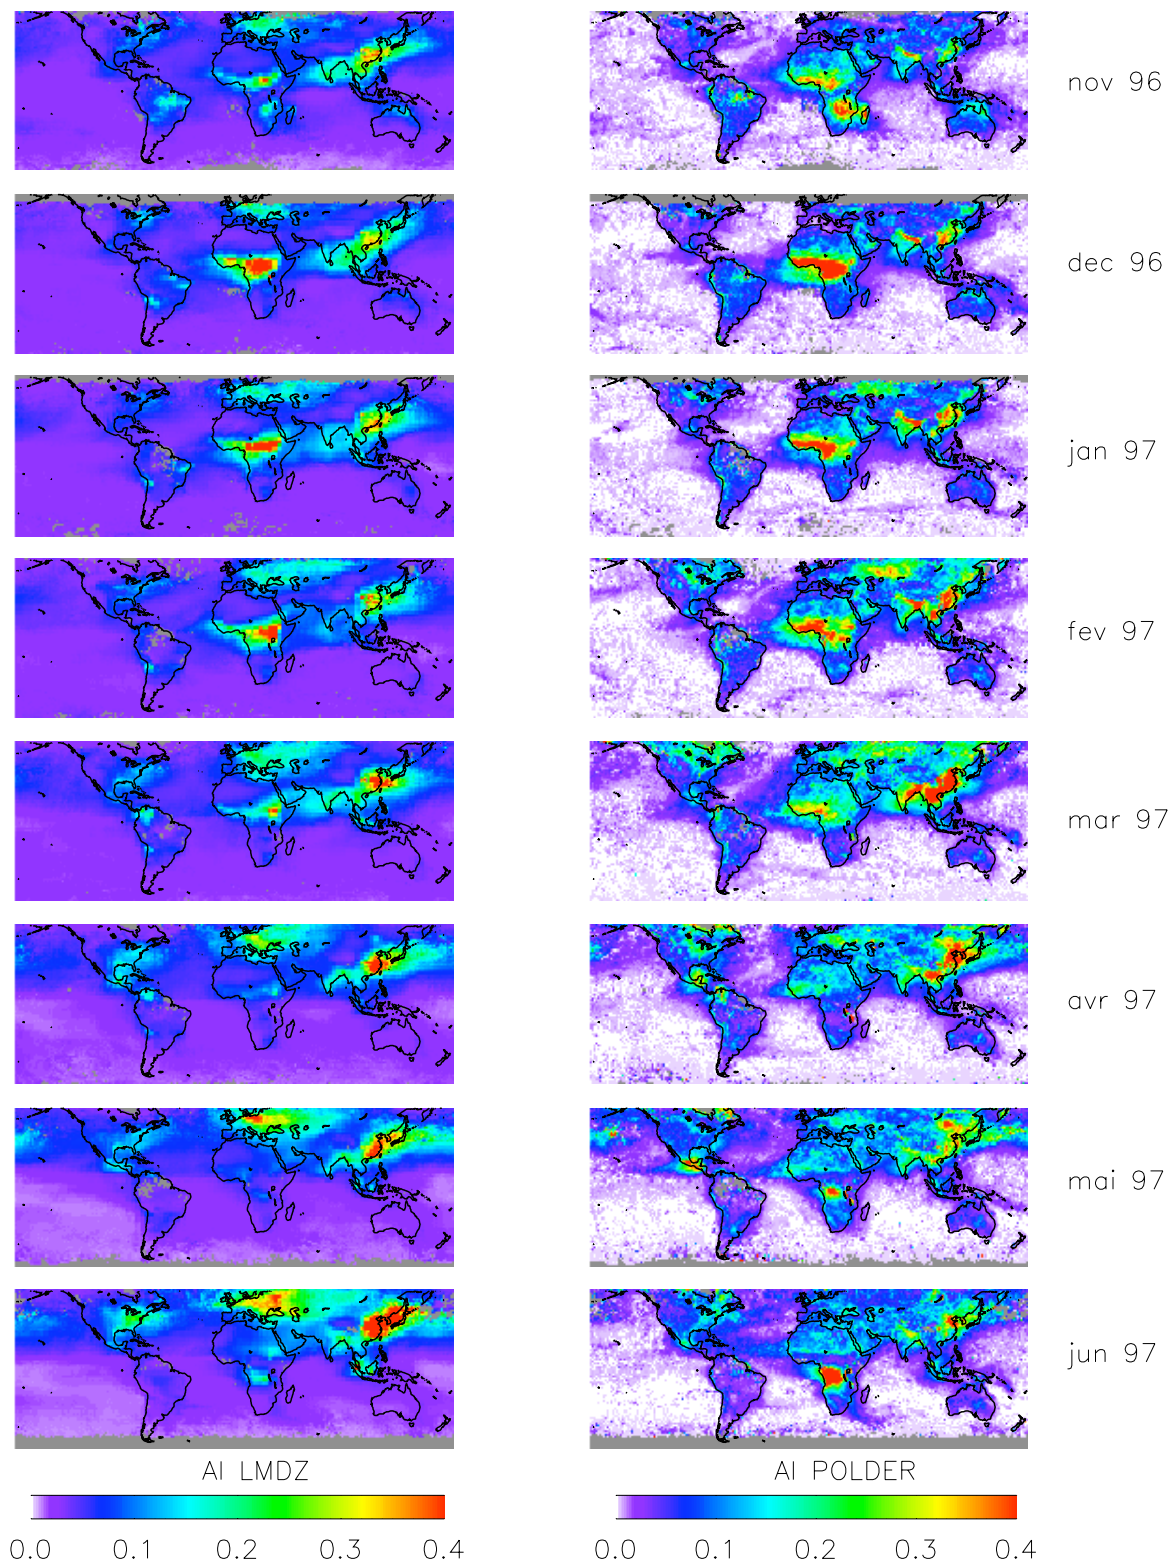 nov 96
dec 96
jan 97
fev 97
mar 97
avr 97
mai 97
jun 97
AI LMDZ AI POLDER
0.0 0.1 0.2 0.3 0.4 0.0 0.1 0.2 0.3 0.4